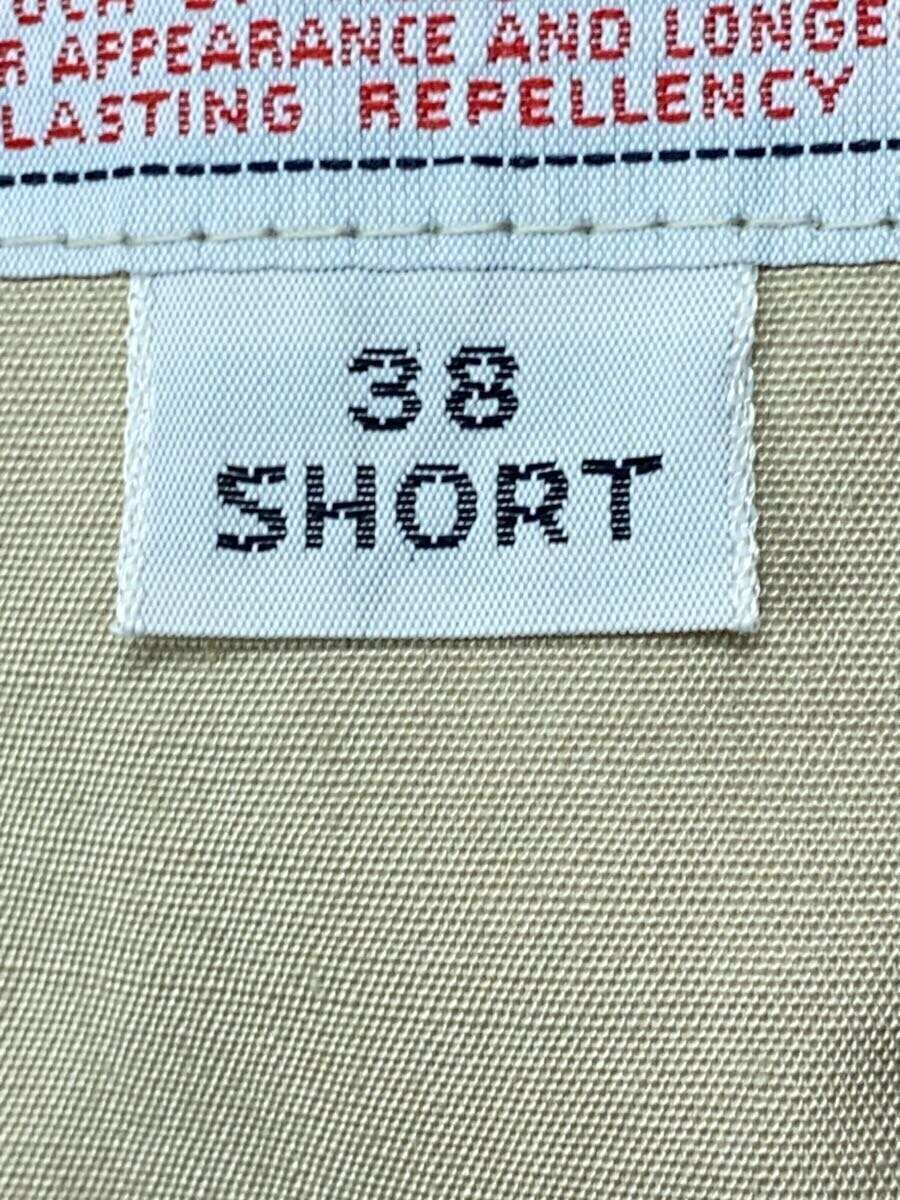 APPEARANCE AND LONGE
LASTING REPELLENCY
38
SHORT